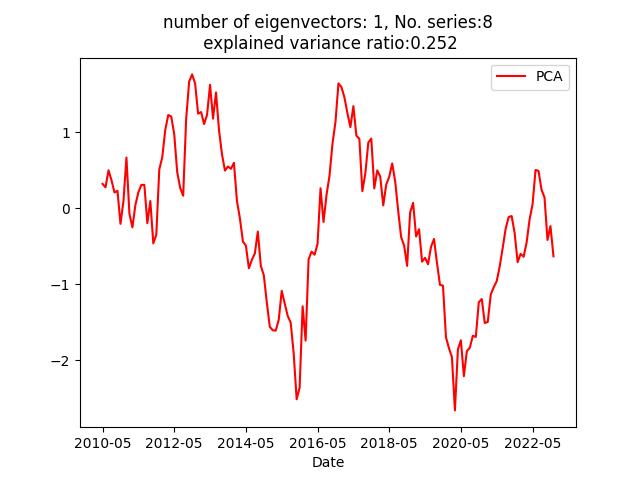 number of eigenvectors: 1, No. series:8
explained variance ratio:0.252
PCA
1
0
−1
−2
2010-05 2012-05 2014-05 2016-05 2018-05 2020-05 2022-05
Date